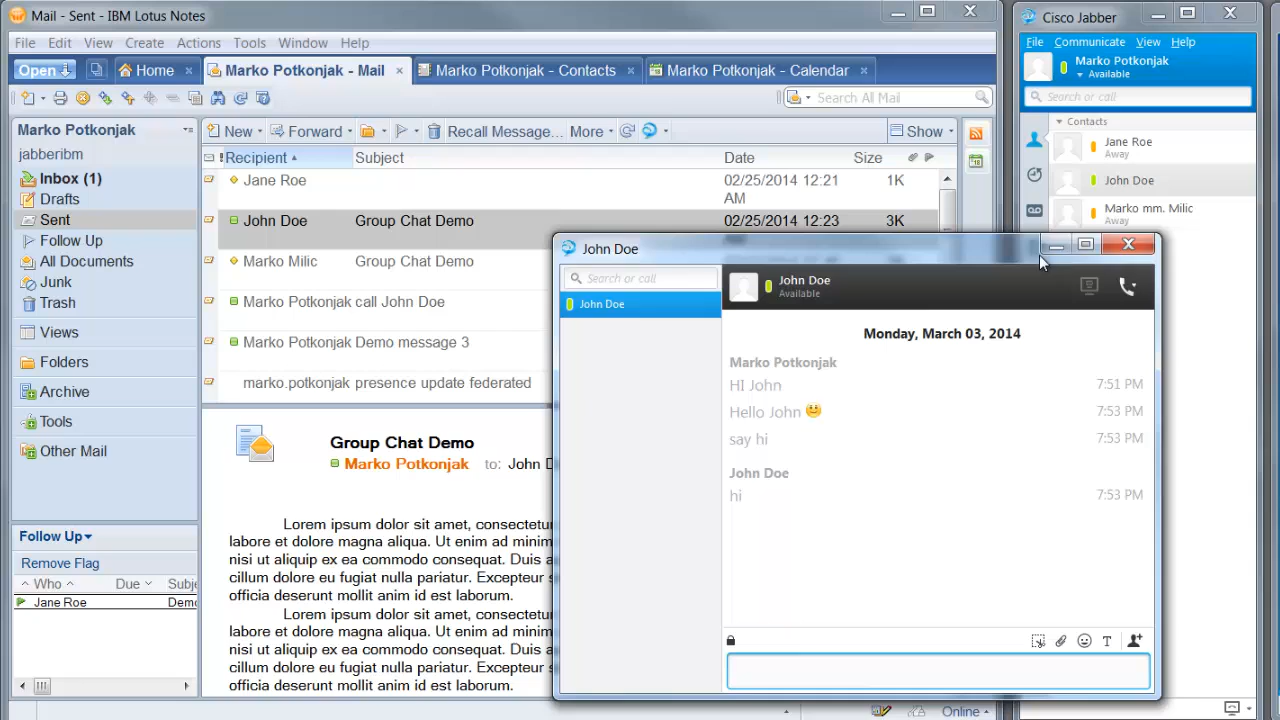 Mail - Sent - IBM Lotus Notes
File Edit View Create Actions Tools Window Help
Open Home Marko Potkonjak - Mail Marko Potkonjak - Contacts Marko Potkonjak - Calendar
Search All Mail
Marko Potkonjak
jabberibm
Inbox (1)
Drafts
Sent
Follow Up
All Documents
Junk
Trash
Views
Folders
Archive
Tools
Other Mail
Follow Up
Remove Flag
Who Due Subje
Jane Roe Demo
New Forward Recall Message... More Show
! Recipient Subject Date Size
Jane Roe 02/25/2014 12:21 AM 1K
John Doe Group Chat Demo 02/25/2014 12:23 3K
Marko Milic Group Chat Demo
Marko Potkonjak call John Doe
Marko Potkonjak Demo message 3
marko.potkonjak presence update federated
Group Chat Demo
Marko Potkonjak to: John D
Lorem ipsum dolor sit amet, consectetu
labore et dolore magna aliqua. Ut enim a
nisi ut aliquip ex ea commodo consequat. Duis a
cillum dolore eu fugiat nulla pariatur. Excepteur s
officia deserunt mollit anim id est laborum.
Lorem ipsum dolor sit amet, consectetu
labore et dolore magna aliqua. Ut enim a
nisi ut aliquip ex ea commodo consequat. Duis a
cillum dolore eu fugiat nulla pariatur. Excepteur s
officia deserunt mollit anim id est laborum.
Online
John Doe
Search or call
John Doe
John Doe
Available
Monday, March 03, 2014
Marko Potkonjak
HI John 7:51 PM
Hello John 7:53 PM
say hi 7:53 PM
John Doe
hi 7:53 PM
T
Cisco Jabber
File Communicate View Help
Marko Potkonjak
Available
Search or call
Contacts
Jane Roe
Away
John Doe
Marko mm. Milic
Away